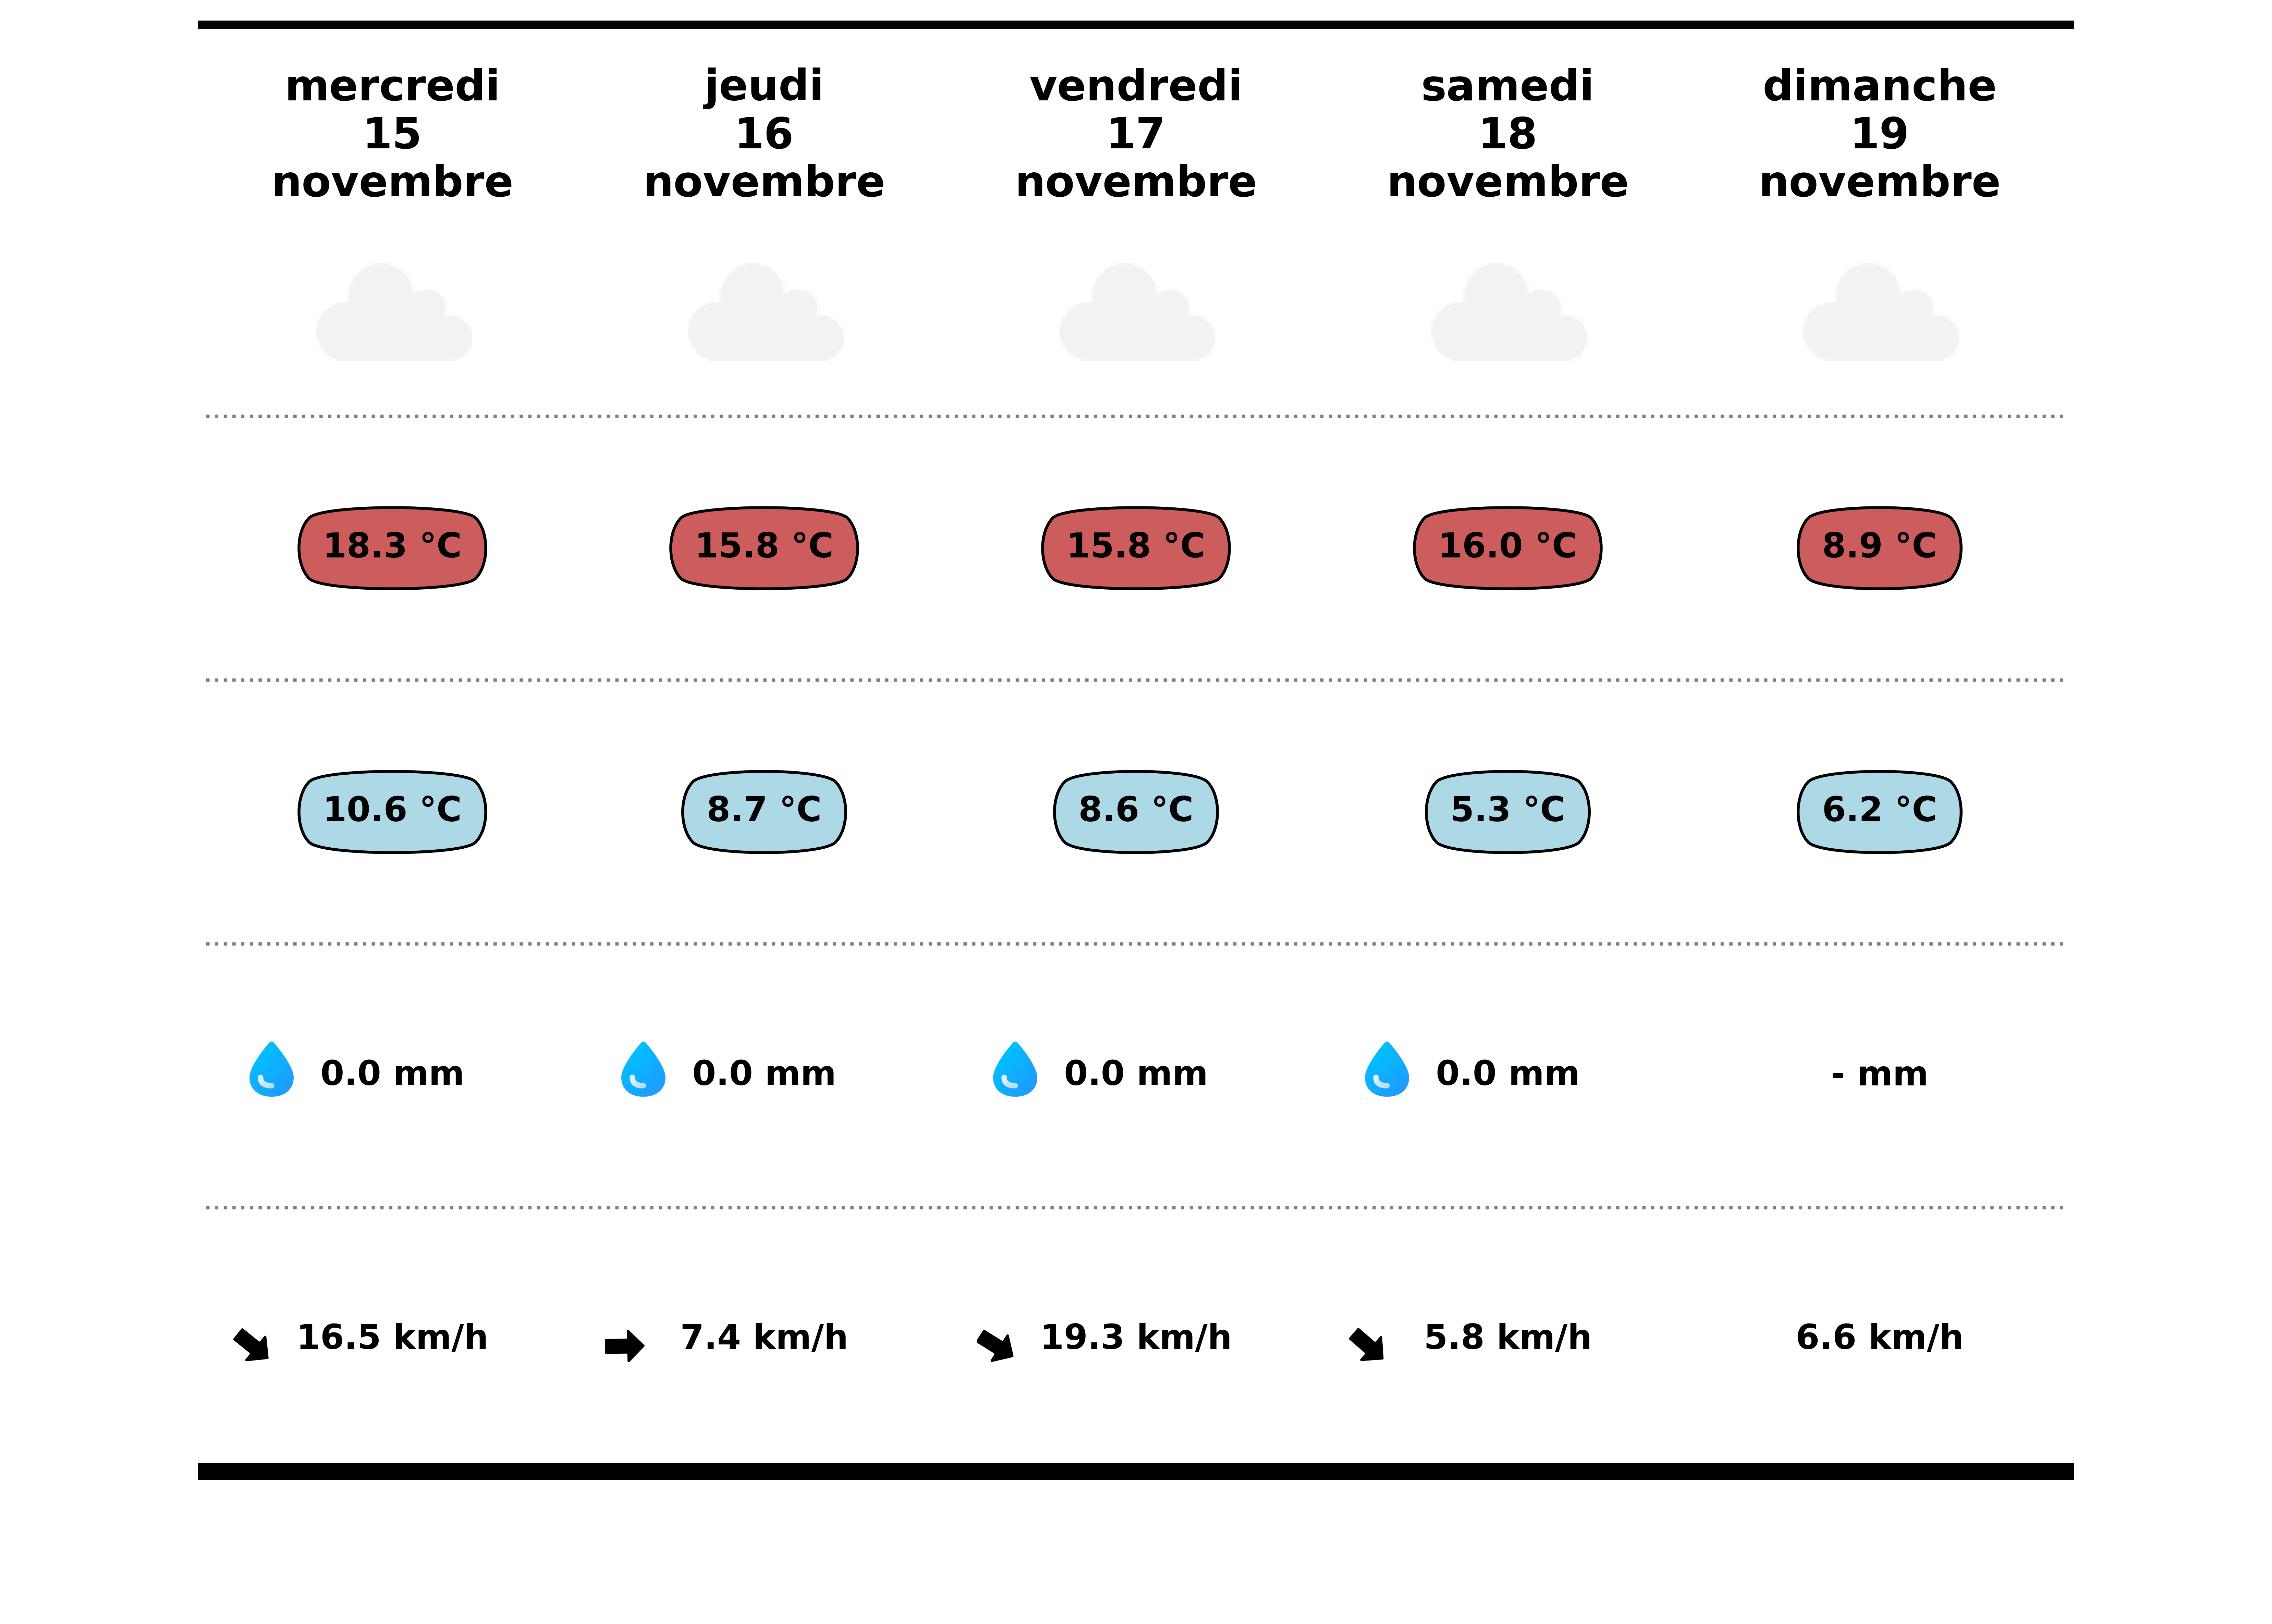 mercredi
15
novembre
jeudi
16
novembre
vendredi
17
novembre
samedi
18
novembre
dimanche
19
novembre
18.3 °C
15.8 °C
15.8 °C
16.0 °C
8.9 °C
10.6 °C
8.7 °C
8.6 °C
5.3 °C
6.2 °C
0.0 mm
0.0 mm
0.0 mm
0.0 mm
- mm
16.5 km/h
7.4 km/h
19.3 km/h
5.8 km/h
6.6 km/h